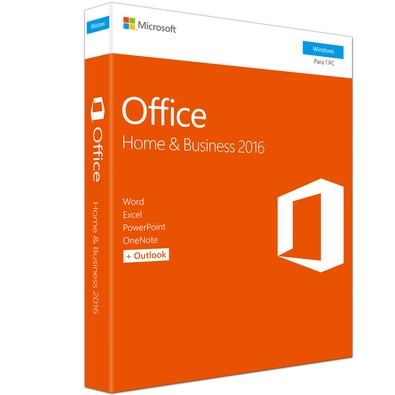 Windows
Office
Home & Business 2016
Microsoft
Windows
Para 1 PC
Office
Home & Business 2016
Word
Excel
PowerPoint
OneNote
+ Outlook